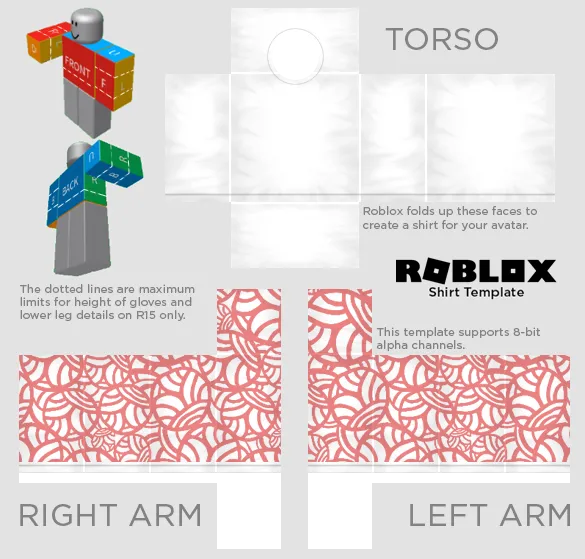 TORSO
FRONT
F
L
U
R
BACK
R
B
U
Roblox folds up these faces to
create a shirt for your avatar.
ROBLOX
Shirt Template
The dotted lines are maximum
limits for height of gloves and
lower leg details on R15 only.
This template supports 8-bit
alpha channels.
RIGHT ARM
LEFT ARM